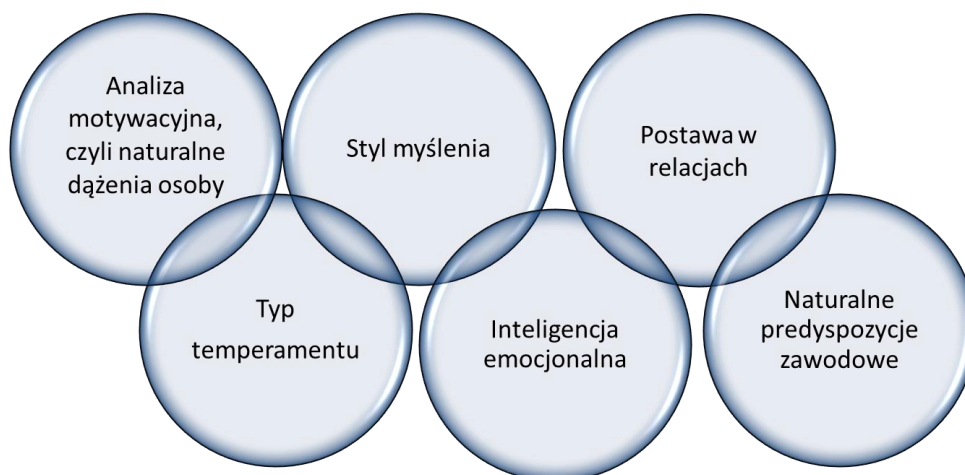 Analiza
motywacyjna,
czyli naturalne
dążenia osoby
Styl myślenia
Postawa w
relacjach
Typ
temperamentu
Inteligencja
emocjonalna
Naturalne
predyspozycje
zawodowe